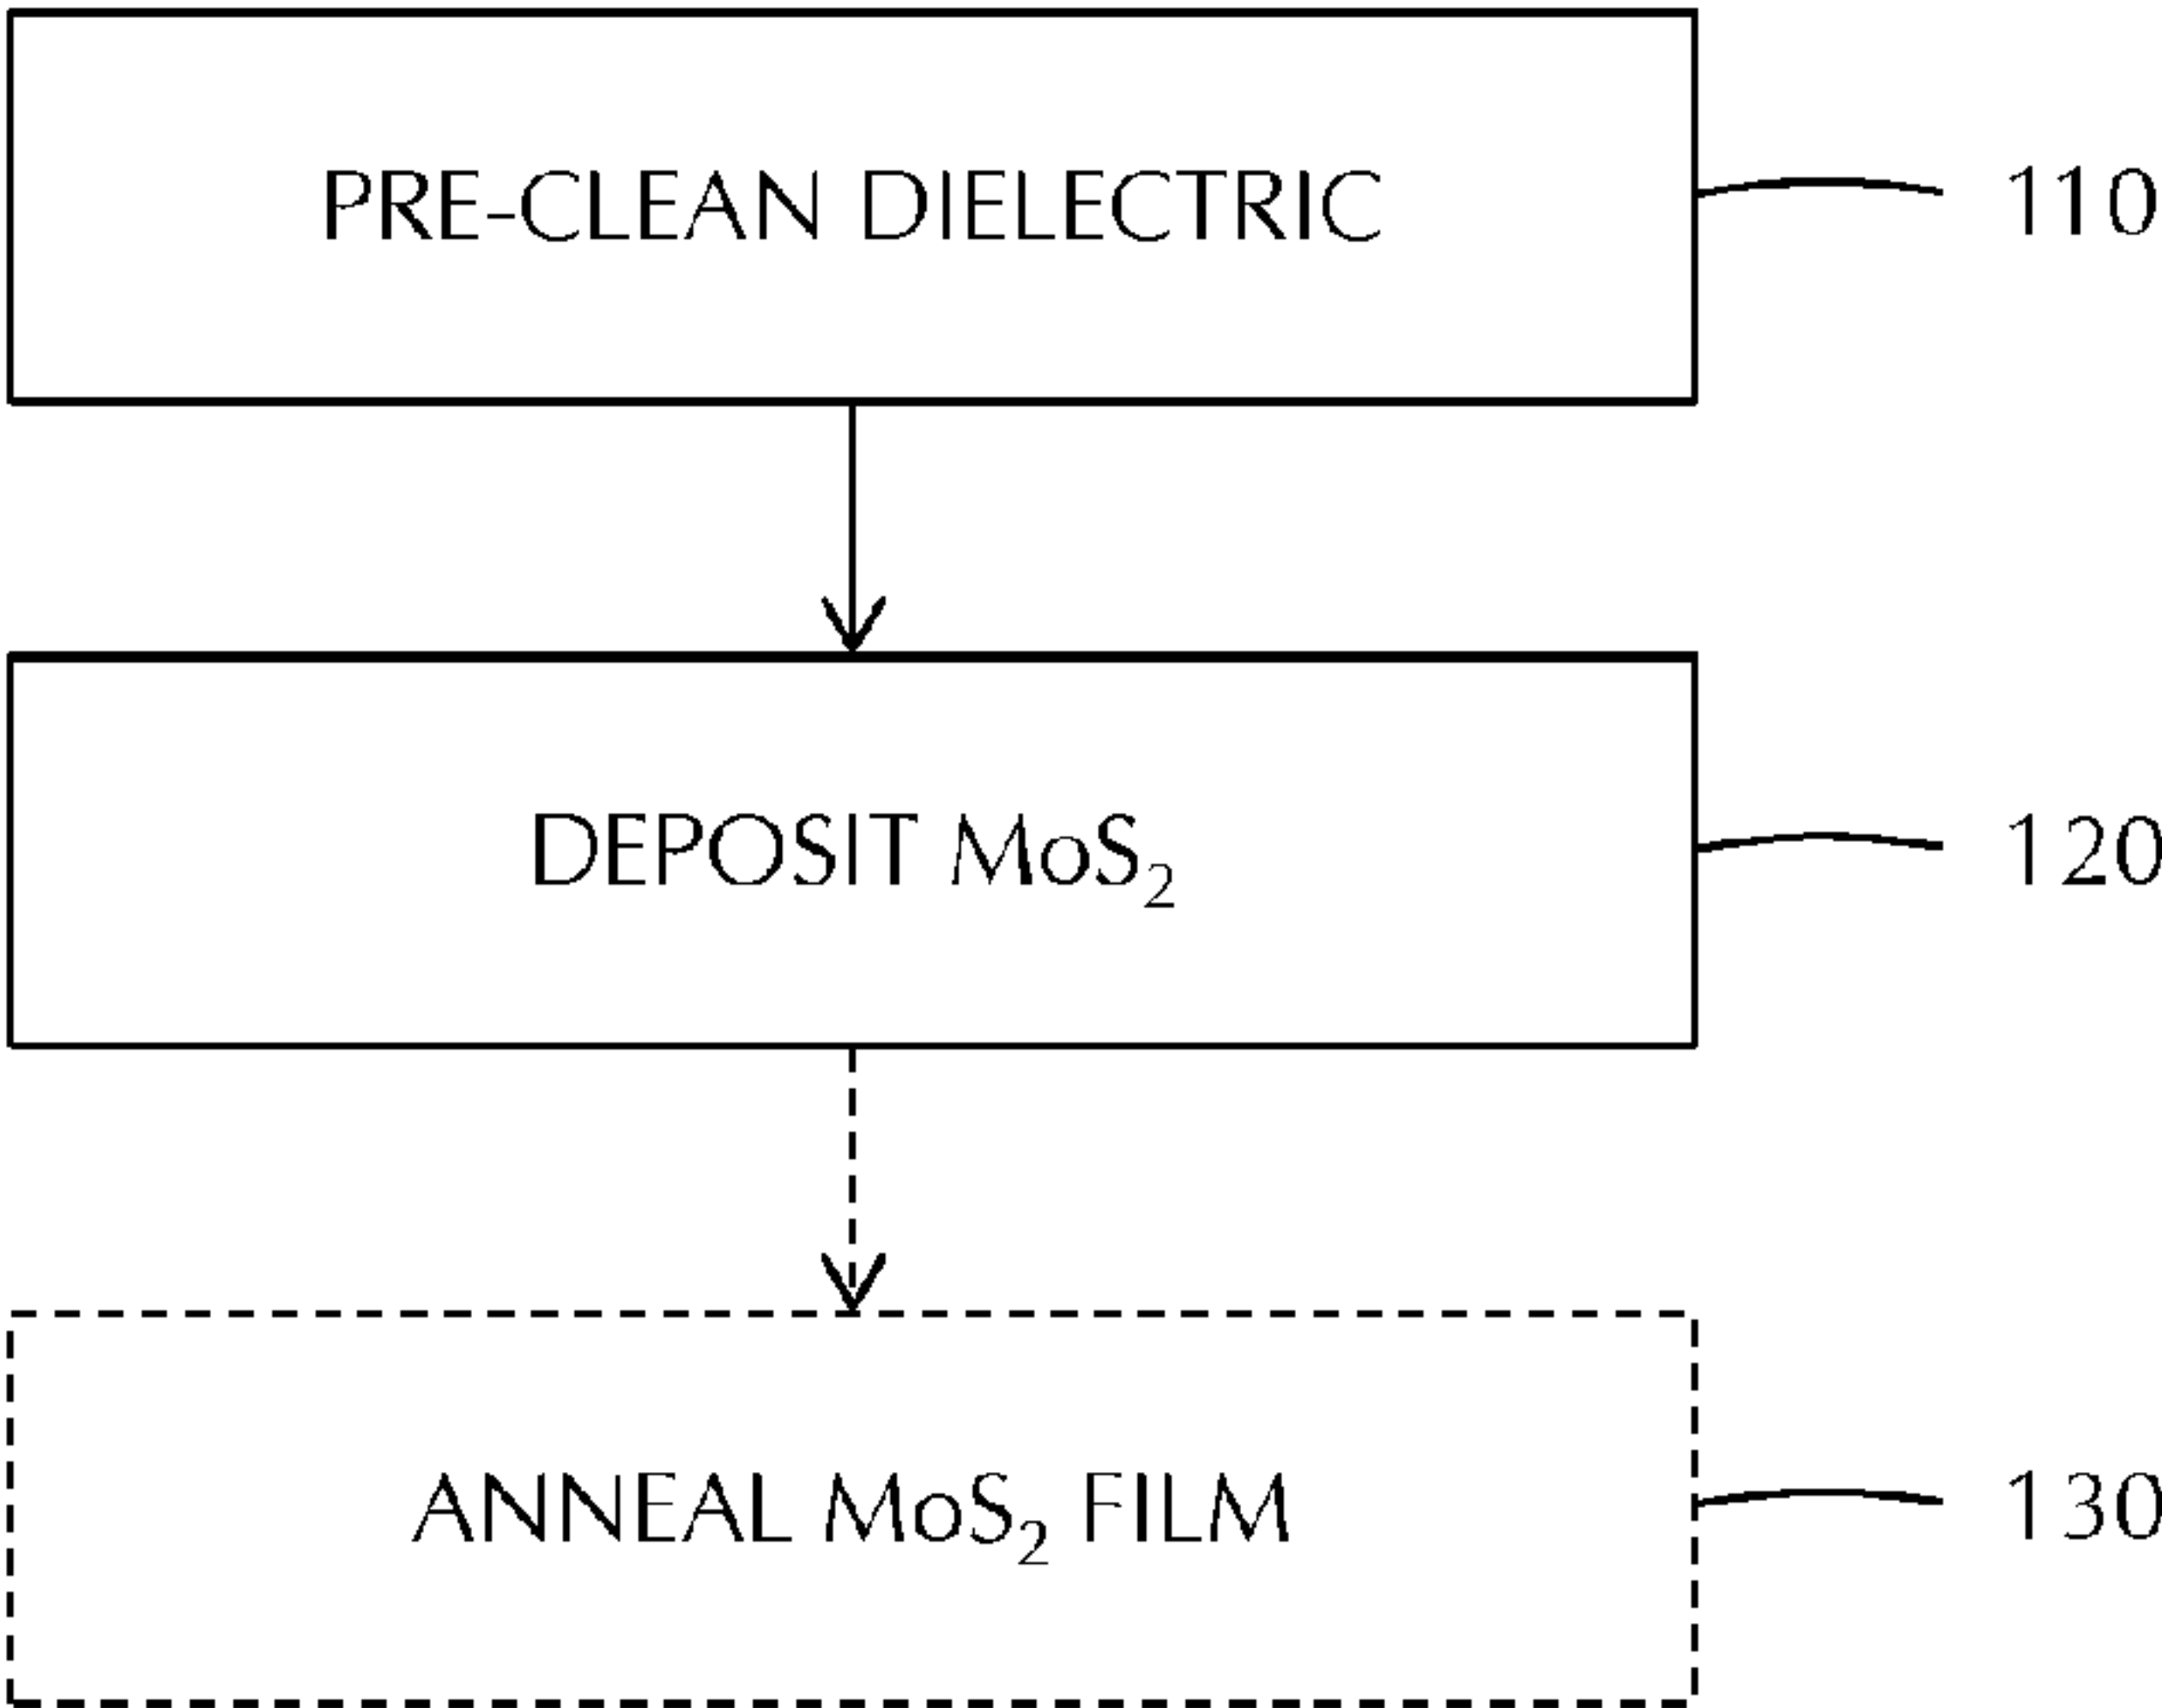 PRE-CLEAN DIELECTRIC
110
DEPOSIT MoS₂
120
ANNEAL MoS₂ FILM
130